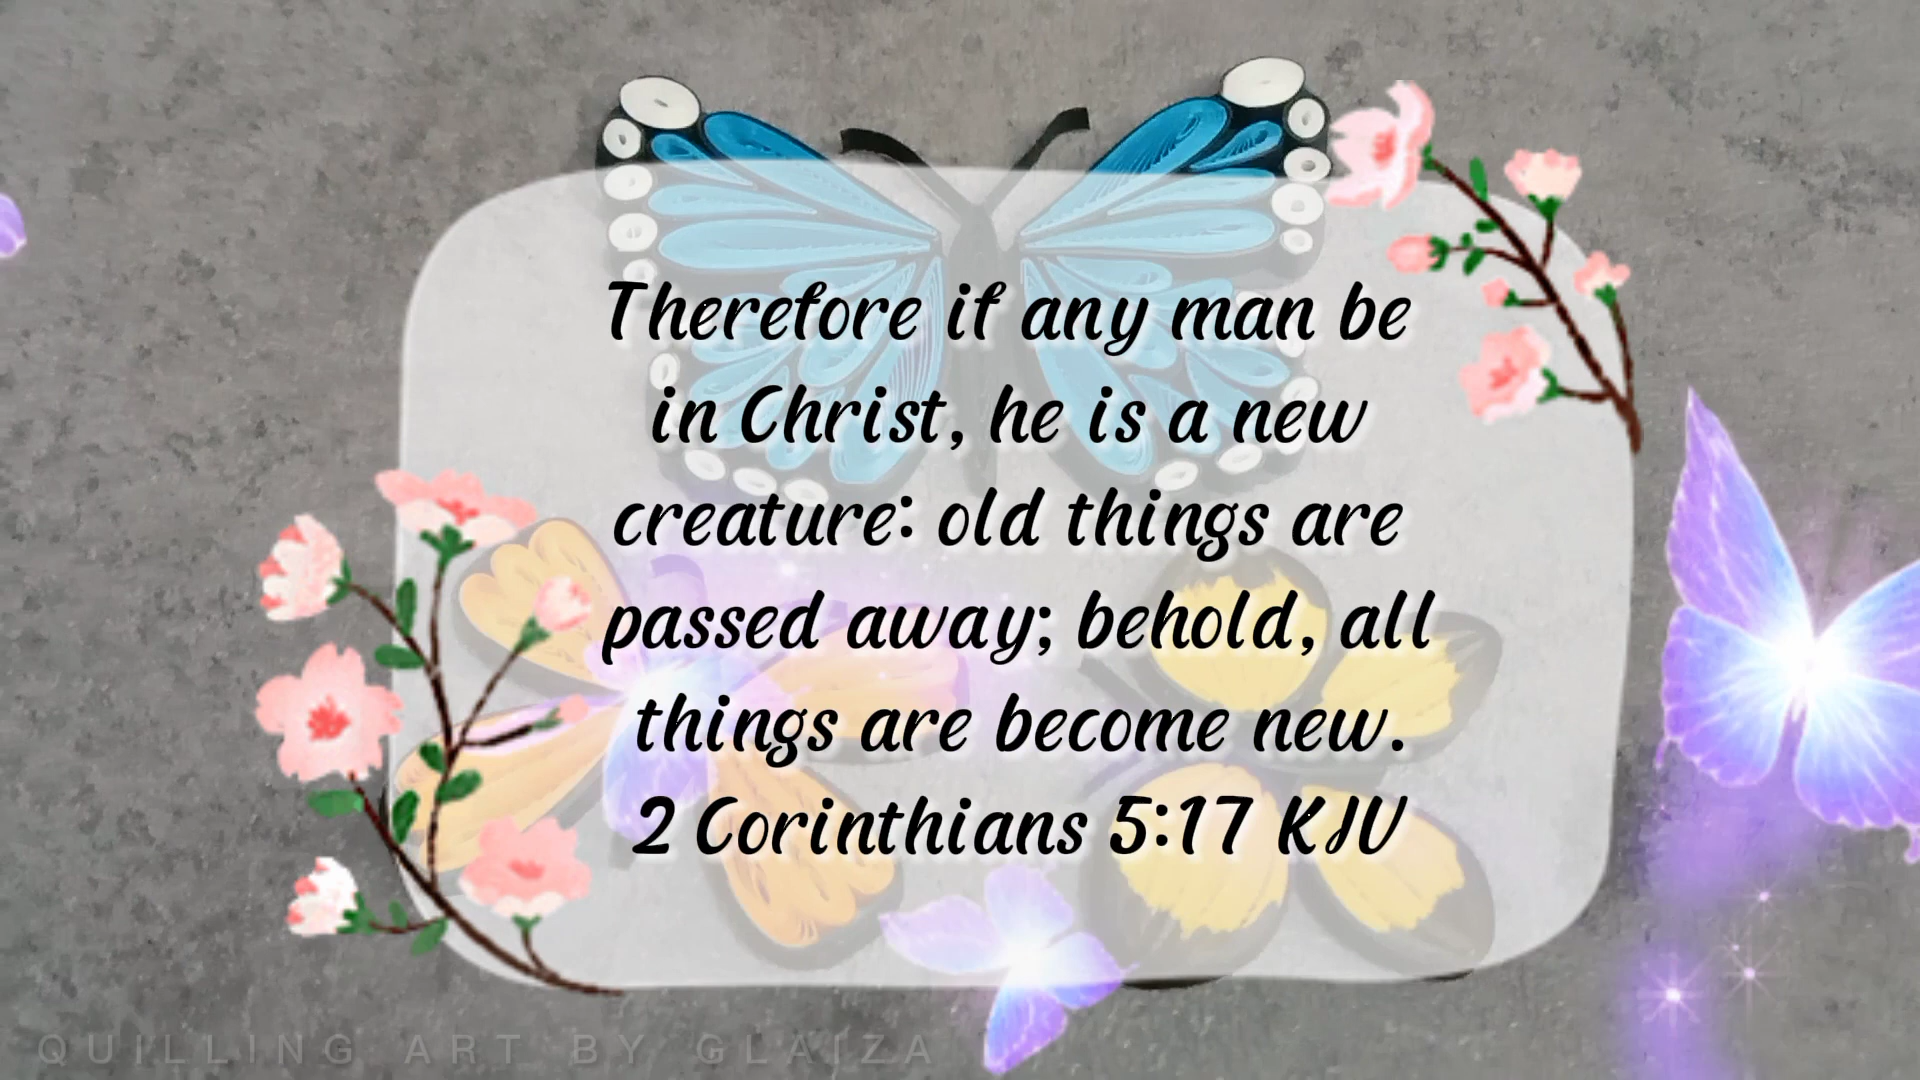 Therefore if any man be
in Christ, he is a new
creature: old things are
passed away; behold, all
things are become new.
2 Corinthians 5:17 KJV
QUILLING ART BY GLAIZA